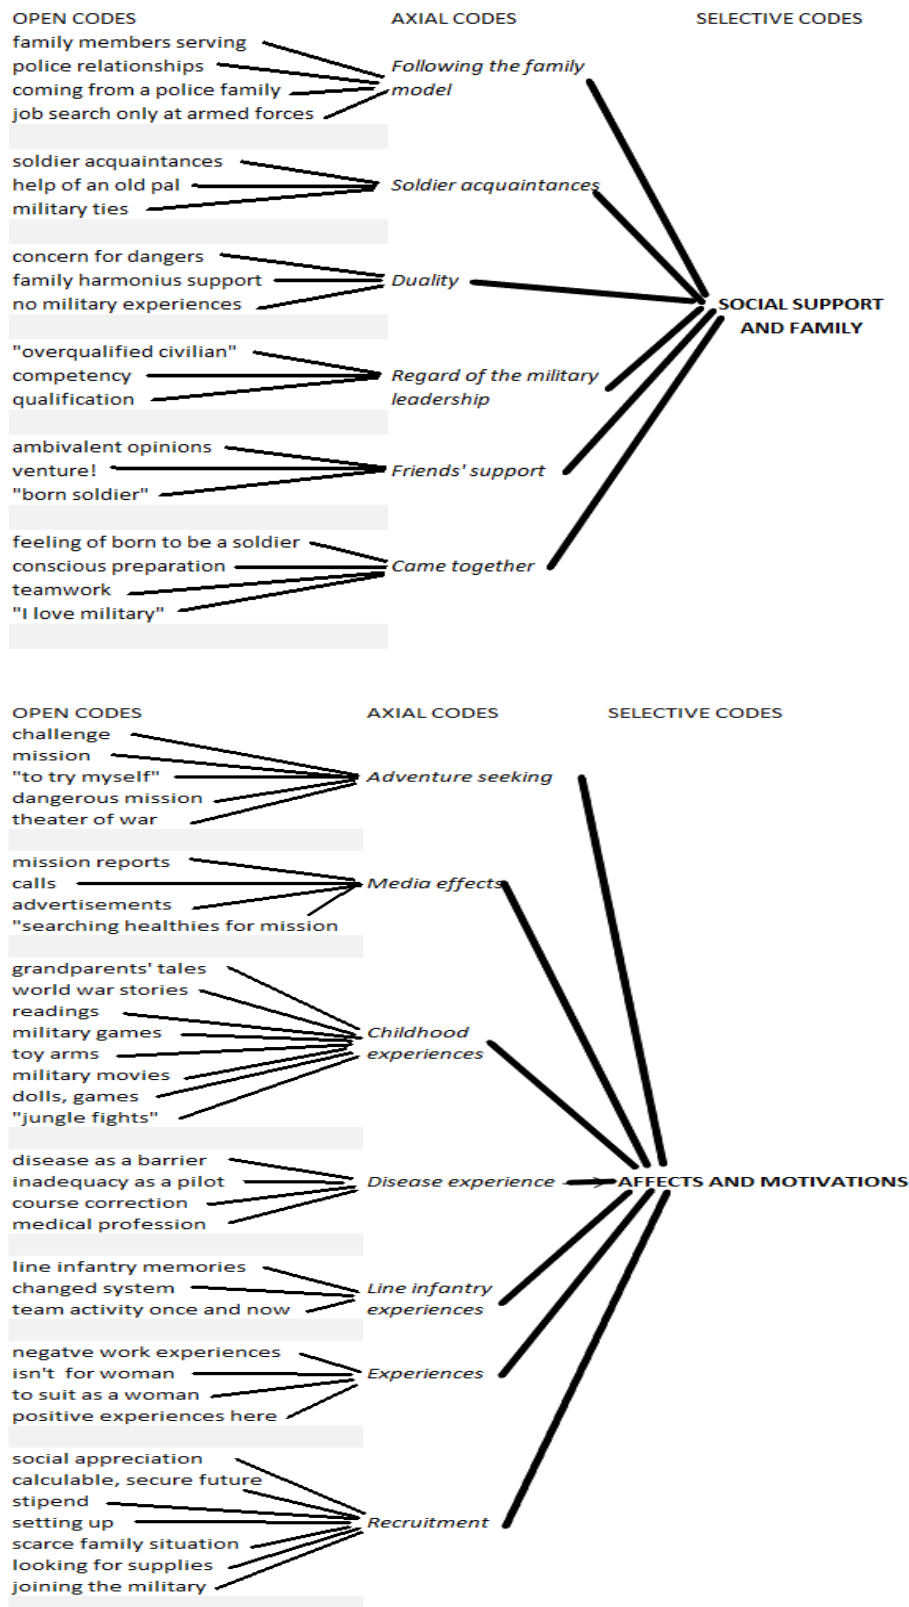 OPEN CODES AXIAL CODES SELECTIVE CODES
family members serving
police relationships
coming from a police family
job search only at armed forces
Following the family
model
soldier acquaintances
help of an old pal
military ties
Soldier acquaintances
concern for dangers
family harmonius support
no military experiences
Duality
"overqualified civilian"
competency
qualification
Regard of the military
leadership
ambivalent opinions
venture!
"born soldier"
Friends' support
feeling of born to be a soldier
conscious preparation
teamwork
"I love military"
Came together
SOCIAL SUPPORT
AND FAMILY
OPEN CODES AXIAL CODES SELECTIVE CODES
challenge
mission
"to try myself"
dangerous mission
theater of war
Adventure seeking
mission reports
calls
advertisements
"searching healthies for mission
Media effects
grandparents' tales
world war stories
readings
military games
toy arms
military movies
dolls, games
"jungle fights"
Childhood
experiences
disease as a barrier
inadequacy as a pilot
course correction
medical profession
Disease experience
line infantry memories
changed system
team activity once and now
Line infantry
experiences
negatve work experiences
isn't for woman
to suit as a woman
positive experiences here
Experiences
social appreciation
calculable, secure future
stipend
setting up
scarce family situation
looking for supplies
joining the military
Recruitment
AFFECTS AND MOTIVATIONS